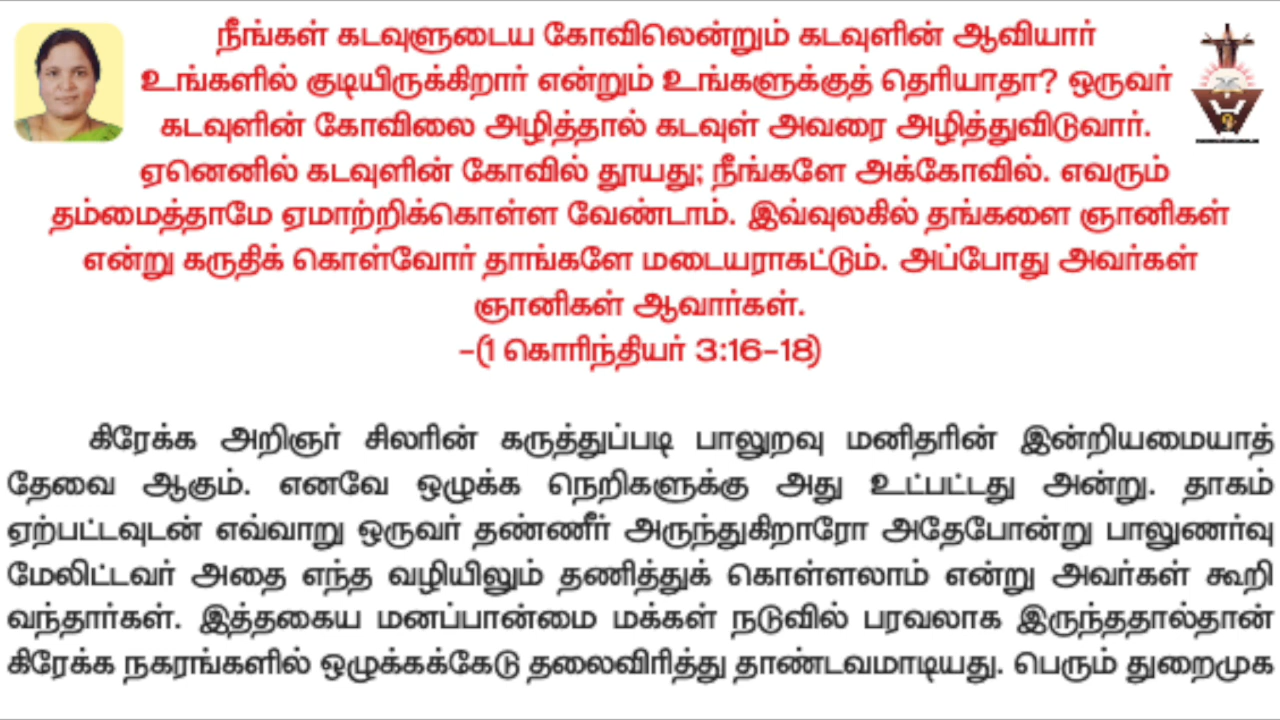 நீங்கள் கடவுளுடைய கோவிலென்றும் கடவுளின் ஆவியார்
உங்களில் குடியிருக்கிறார் என்றும் உங்களுக்குத் தெரியாதா? ஒருவர்
கடவுளின் கோவிலை அழித்தால் கடவுள் அவரை அழித்துவிடுவார்.
ஏனெனில் கடவுளின் கோவில் தூயது; நீங்களே அக்கோவில். எவரும்
தம்மைத்தாமே ஏமாற்றிக்கொள்ள வேண்டாம். இவ்வுலகில் தங்களை ஞானிகள்
என்று கருதிக் கொள்வோர் தாங்களே மடையராகட்டும். அப்போது அவர்கள்
ஞானிகள் ஆவார்கள்.
-(1 கொரிந்தியர் 3:16-18)
கிரேக்க அறிஞர் சிலரின் கருத்துப்படி பாலுறவு மனிதரின் இன்றியமையாத்
தேவை ஆகும். எனவே ஒழுக்க நெறிகளுக்கு அது உட்பட்டது அன்று. தாகம்
ஏற்பட்டவுடன் எவ்வாறு ஒருவர் தண்ணீர் அருந்துகிறாரோ அதேபோன்று பாலுணர்வு
மேலிட்டவர் அதை எந்த வழியிலும் தணித்துக் கொள்ளலாம் என்று அவர்கள் கூறி
வந்தார்கள். இத்தகைய மனப்பான்மை மக்கள் நடுவில் பரவலாக இருந்ததால்தான்
கிரேக்க நகரங்களில் ஒழுக்கக்கேடு தலைவிரித்து தாண்டவமாடியது. பெரும் துறைமுக